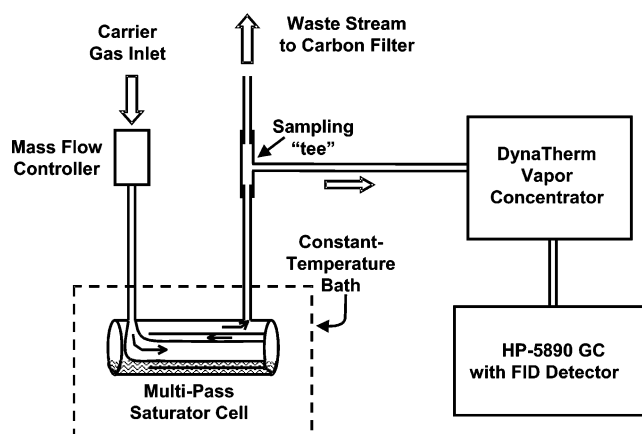 Carrier
Gas Inlet
Waste Stream
to Carbon Filter
Mass Flow
Controller
Sampling
“tee”
DynaTherm
Vapor
Concentrator
Constant-
Temperature
Bath
HP-5890 GC
with FID Detector
Multi-Pass
Saturator Cell